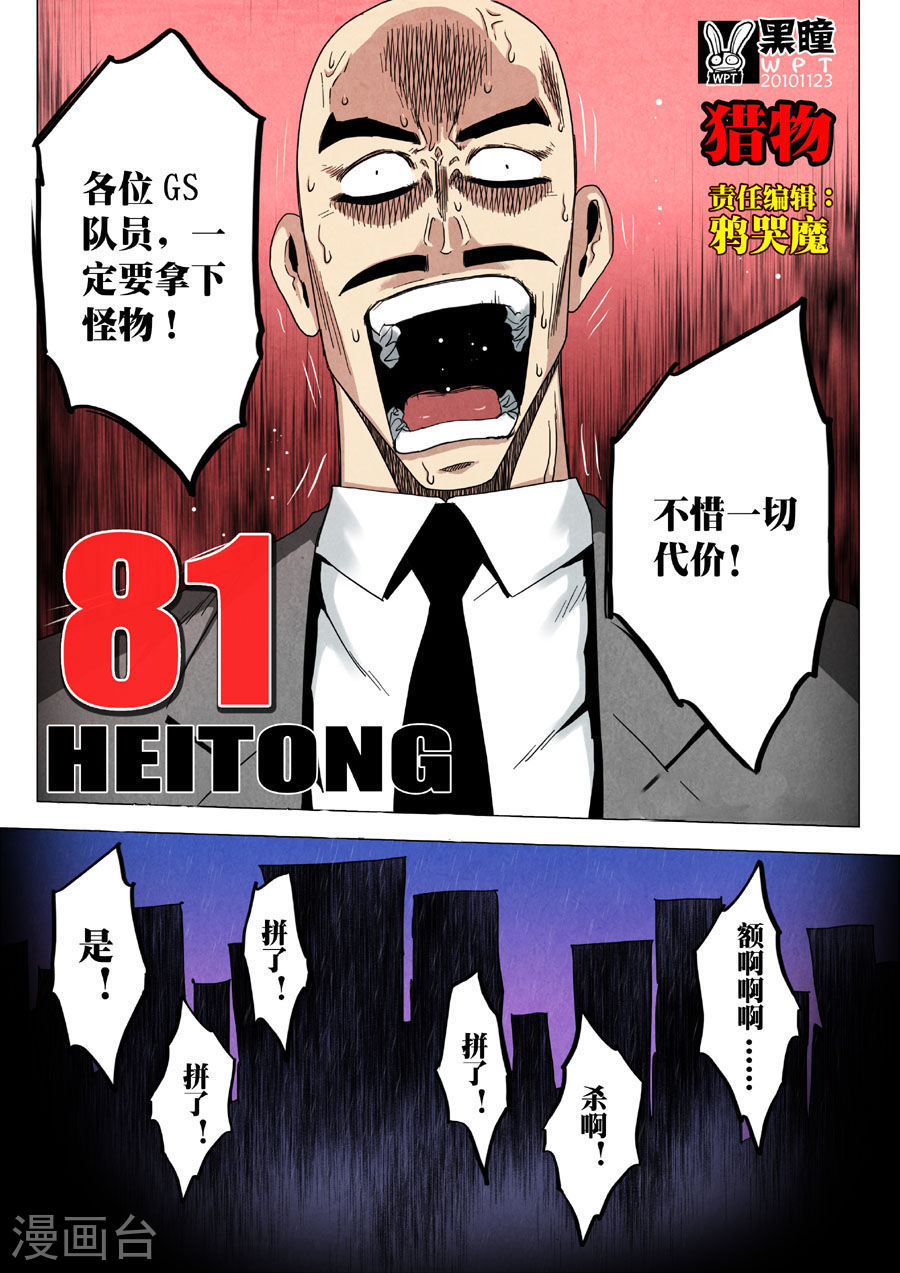 黑瞳
WPT
WPT
20101123
猎物
责任编辑：
鸦哭魔
各位 GS
队员，一
定要拿下
怪物！
不惜一切
代价！
81
HEITONG
是！
拼了！
拼了！
拼了！
杀啊！
额啊啊啊……
漫画台